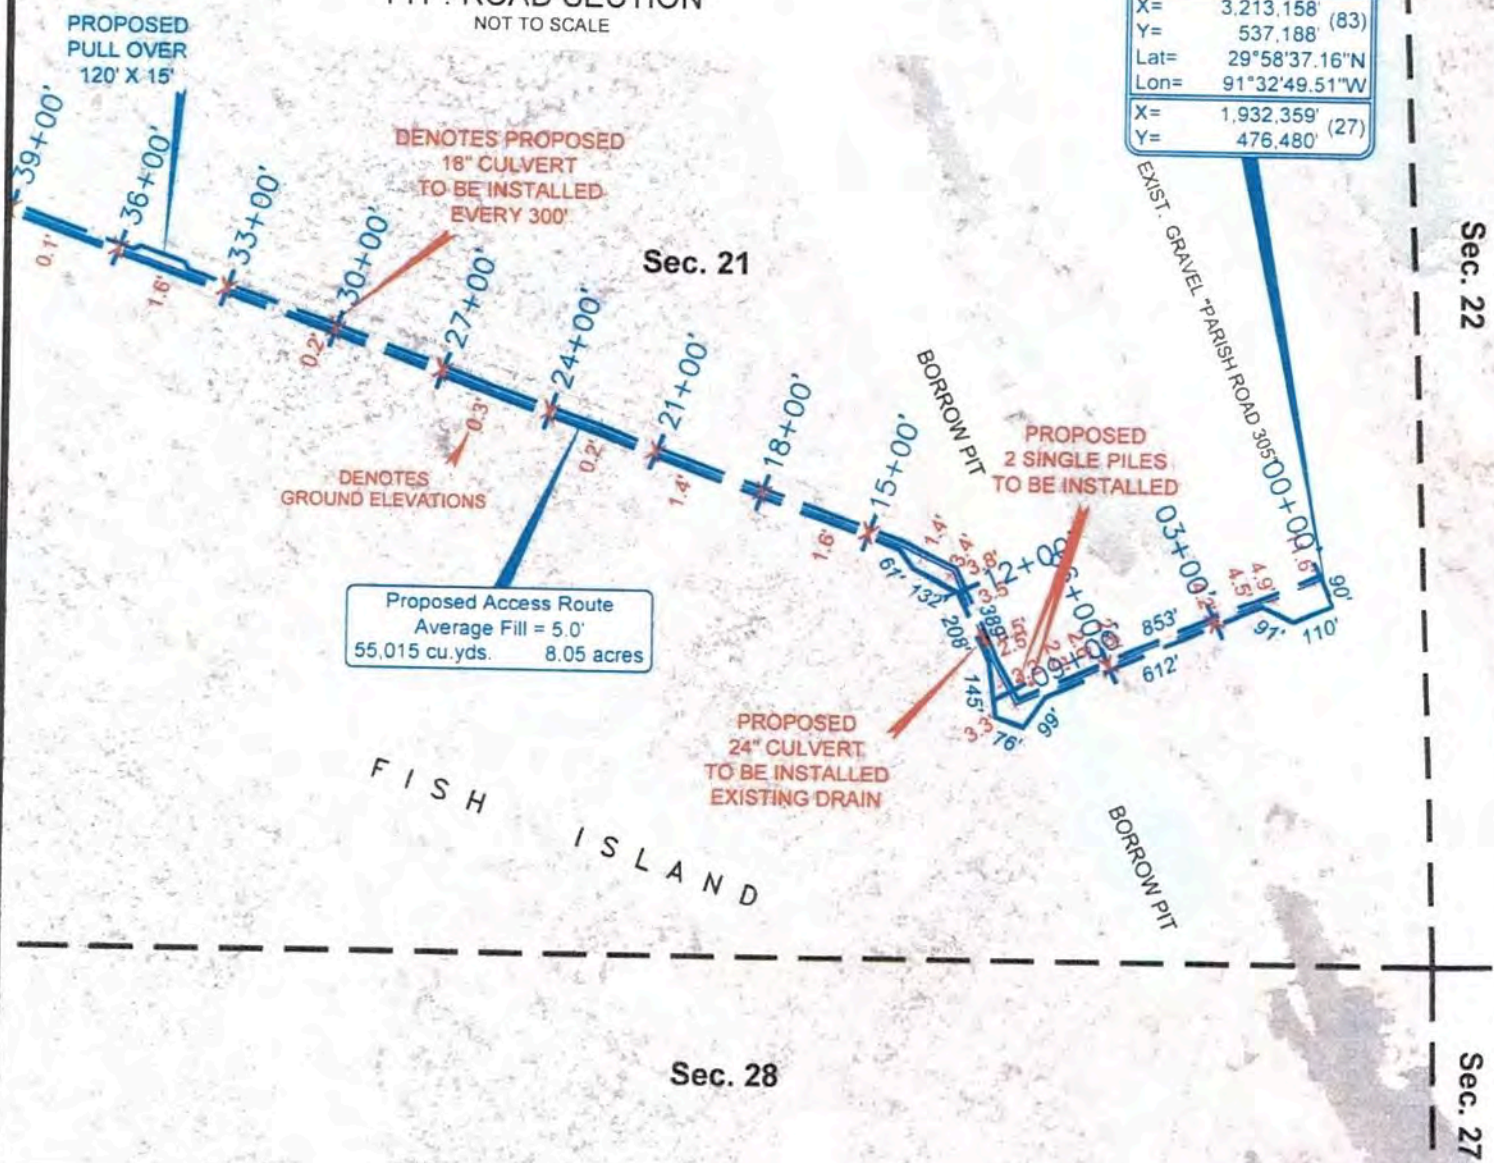 ROAD SECTION
NOT TO SCALE
PROPOSED
PULL OVER
120' X 15'
X= 3,213,158' (83)
Y= 537,188'
Lat= 29°58'37.16"N
Lon= 91°32'49.51"W
X= 1,932,359' (27)
Y= 476,480'
DENOTES PROPOSED
18" CULVERT
TO BE INSTALLED
EVERY 300'
39+00'
36+00'
33+00'
30+00'
27+00'
24+00'
21+00'
18+00'
15+00'
12+00'
09+00'
03+00'
00+00'
0.1'
1.6'
0.2'
0.3'
0.2'
1.4'
1.6'
1.4'
Sec. 21
Sec. 22
EXIST. GRAVEL "PARISH ROAD 305"
BORROW PIT
DENOTES
GROUND ELEVATIONS
PROPOSED
2 SINGLE PILES
TO BE INSTALLED
61'
132'
208'
389'
145'
3.3'
76'
99'
853'
612'
4.5'
4.9'
91'
110'
90'
Proposed Access Route
Average Fill = 5.0'
55,015 cu.yds. 8.05 acres
PROPOSED
24" CULVERT
TO BE INSTALLED
EXISTING DRAIN
FISH ISLAND
BORROW PIT
Sec. 28
Sec. 27